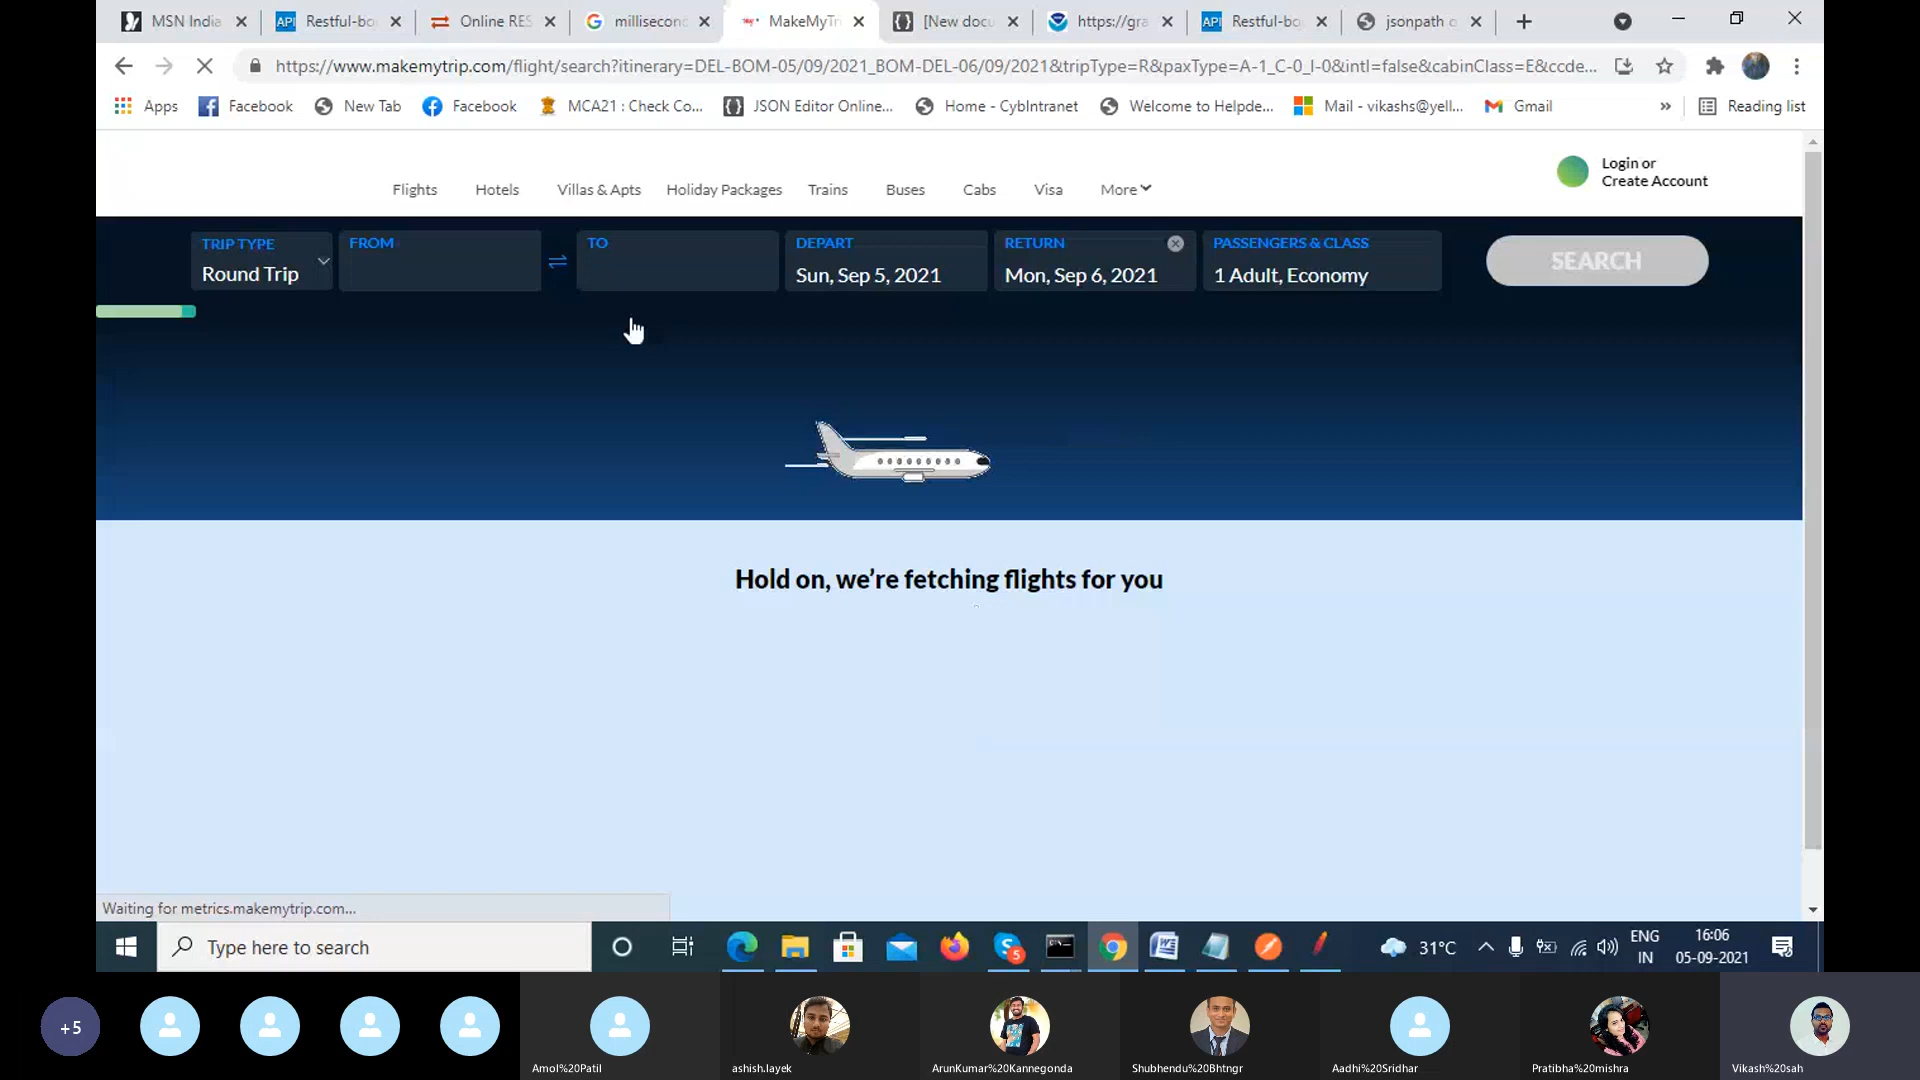 MSN India
API Restful-bo
Online RES
millisecon
MakeMyTr
[New docu
https://gra
API Restful-bo
jsonpath o
https://www.makemytrip.com/flight/search?itinerary=DEL-BOM-05/09/2021_BOM-DEL-06/09/2021&tripType=R&paxType=A-1_C-0_I-0&intl=false&cabinClass=E&ccde...
Apps Facebook New Tab Facebook MCA21 : Check Co... JSON Editor Online... Home - CybIntranet Welcome to Helpde... Mail - vikashs@yell... Gmail » Reading list
Login or
Create Account
Flights Hotels Villas & Apts Holiday Packages Trains Buses Cabs Visa More
TRIP TYPE FROM TO DEPART RETURN PASSENGERS & CLASS
Round Trip Sun, Sep 5, 2021 Mon, Sep 6, 2021 1 Adult, Economy SEARCH
Hold on, we’re fetching flights for you
Waiting for metrics.makemytrip.com...
Type here to search
5
31°C
ENG
IN
16:06
05-09-2021
+5
Amol%20Patil
ashish.layek
ArunKumar%20Kannegonda
Shubhendu%20Bhtngr
Aadhi%20Sridhar
Pratibha%20mishra
Vikash%20sah